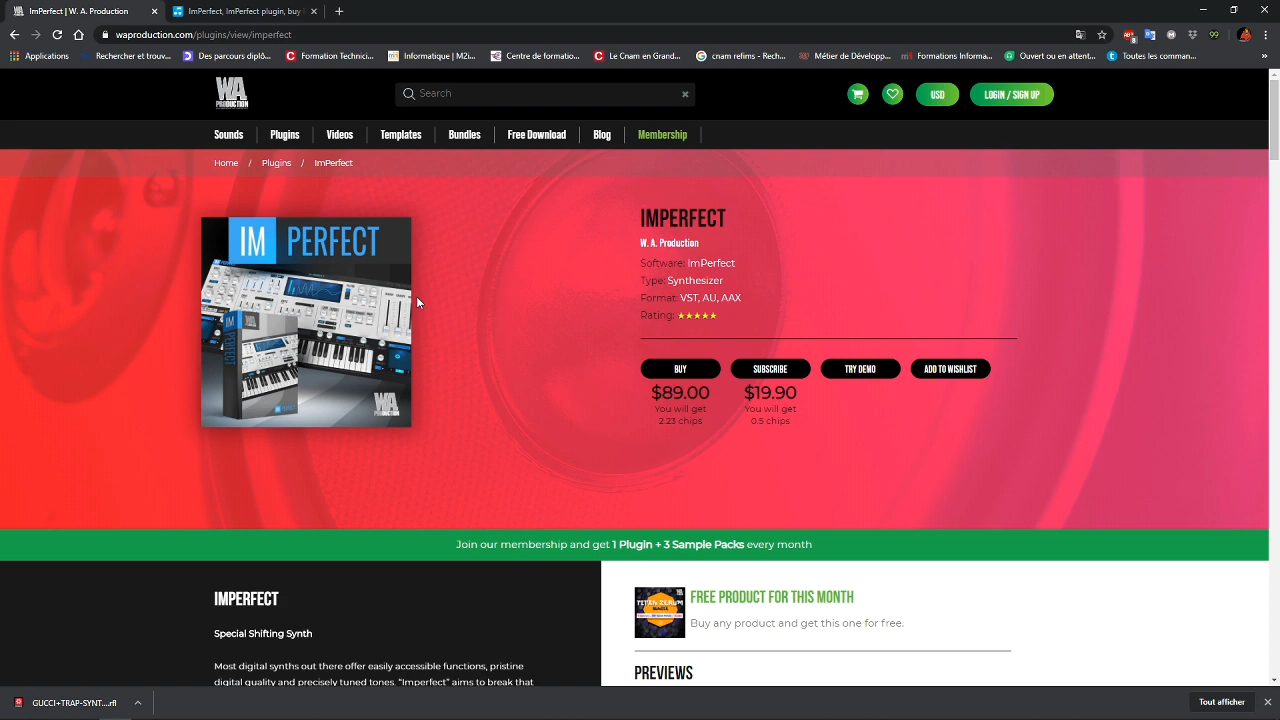 ImPerfect | W. A. Production
ImPerfect ImPerfect plugin, buy
waproduction.com/plugins/view/imperfect
Applications
Rechercher et trouv...
Des parcours diplô...
Formation Technici...
Informatique | M2i...
Centre de formation...
Le Cnam en Grand...
cnam refims - Rech...
Métier de Développ...
Formations Informa...
Ouvert ou en attent...
Toutes les comman...
WA
PRODUCTION
Search
USD
LOGIN / SIGN UP
Sounds
Plugins
Videos
Templates
Bundles
Free Download
Blog
Membership
Home / Plugins / ImPerfect
IM PERFECT
WA
PRODUCTION
IMPERFECT
W. A. Production
Software: ImPerfect
Type: Synthesizer
Format: VST, AU, AAX
Rating: ★★★★★
BUY
SUBSCRIBE
TRY DEMO
ADD TO WISHLIST
$89.00
$19.90
You will get
2.23 chips
You will get
0.5 chips
Join our membership and get 1 Plugin + 3 Sample Packs every month
IMPERFECT
Special Shifting Synth
Most digital synths out there offer easily accessible functions, pristine
digital quality and precisely tuned tones. "Imperfect" aims to break that
FREE PRODUCT FOR THIS MONTH
Buy any product and get this one for free.
PREVIEWS
GUCCI+TRAP-SYNT....rfl
Tout afficher